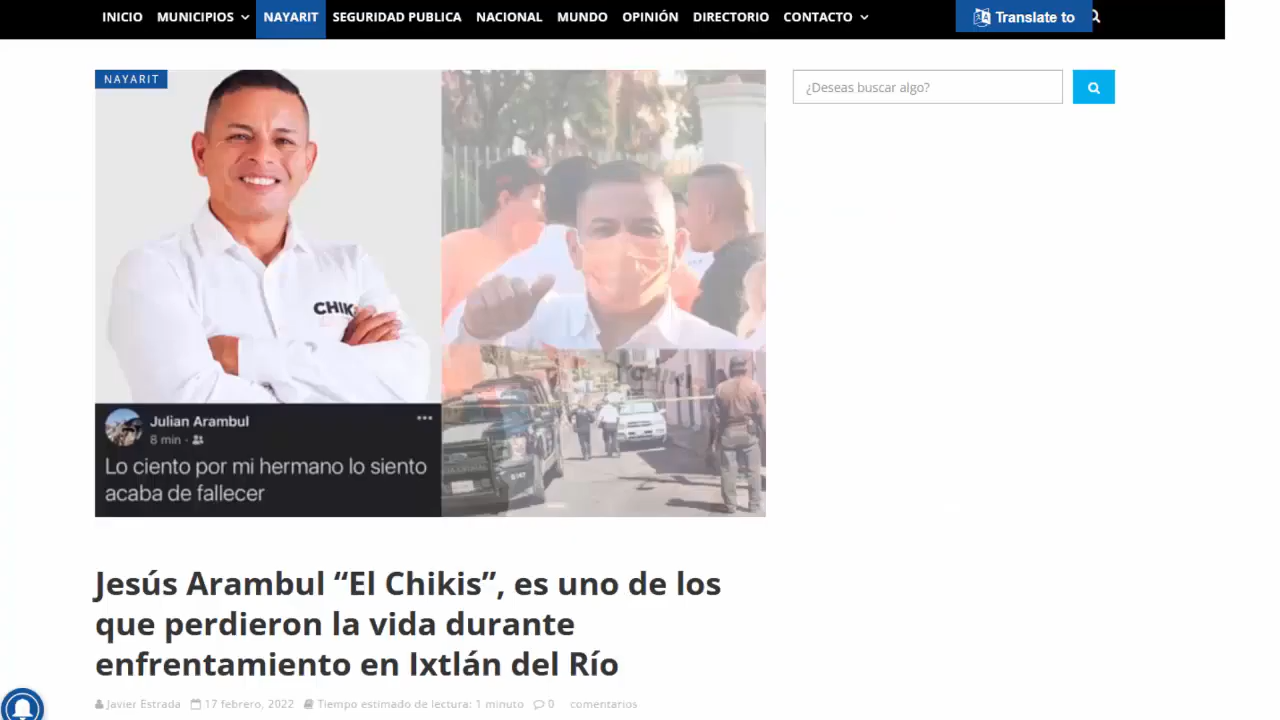 INICIO MUNICIPIOS NAYARIT SEGURIDAD PUBLICA NACIONAL MUNDO OPINIÓN DIRECTORIO CONTACTO Translate to
NAYARIT
¿Deseas buscar algo?
CHIK
Julian Arambul
8 min
Lo ciento por mi hermano lo siento
acaba de fallecer
Jesús Arambul “El Chikis”, es uno de los
que perdieron la vida durante
enfrentamiento en Ixtlán del Río
Javier Estrada 17 febrero, 2022 Tiempo estimado de lectura: 1 minuto 0 comentarios